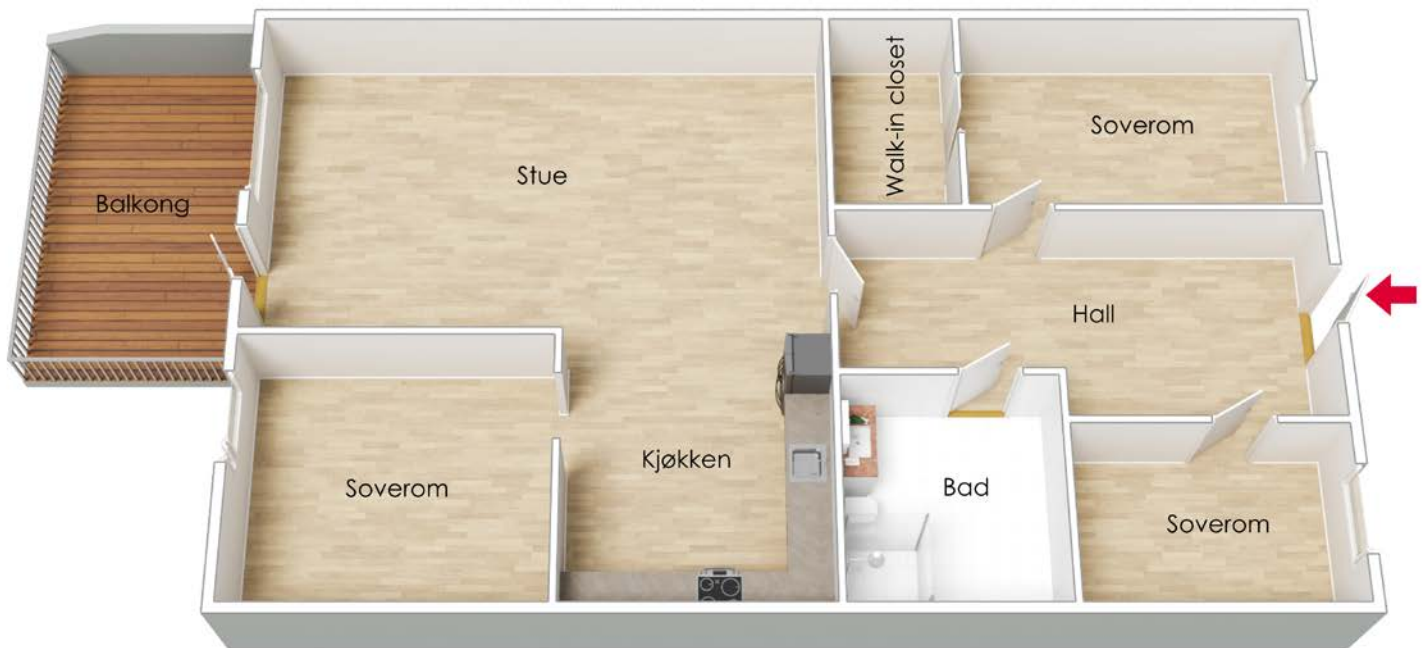 Balkong
Stue
Walk-in closet
Soverom
Hall
Soverom
Kjøkken
Bad
Soverom